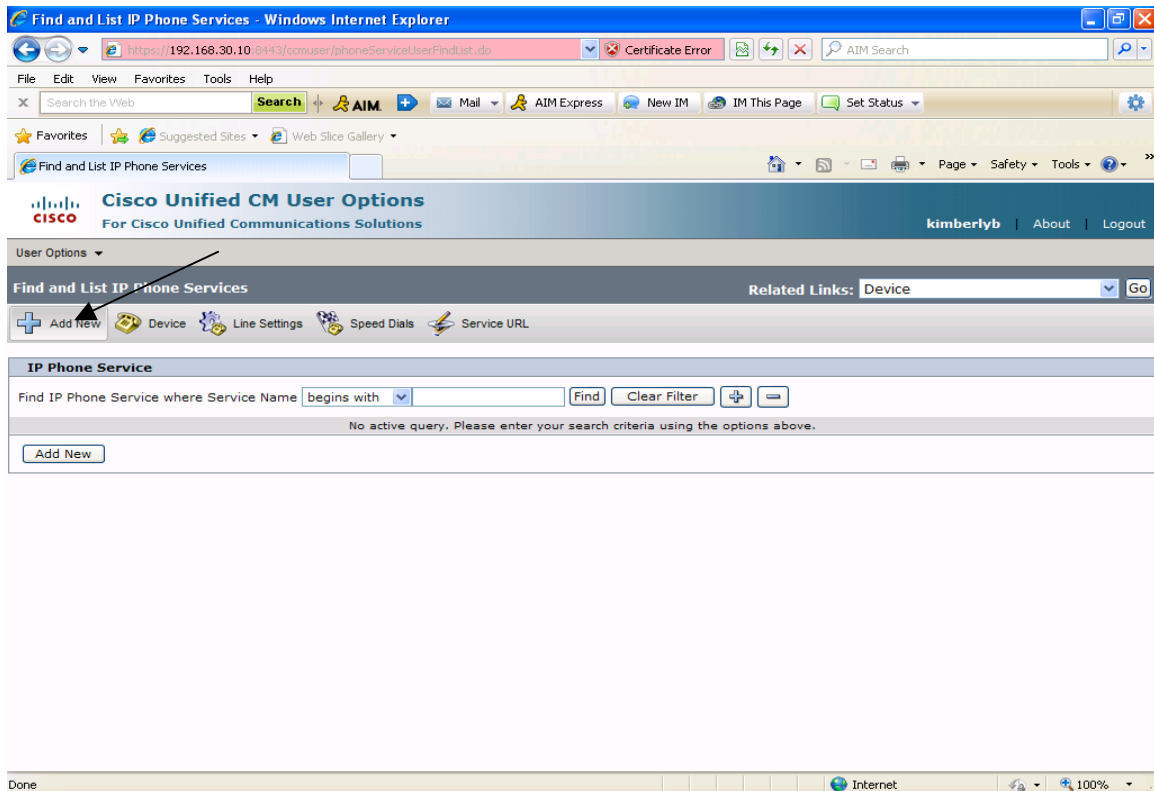 Find and List IP Phone Services - Windows Internet Explorer
https://192.168.30.10:8443/ccmuser/phoneServiceUserFindList.do Certificate Error AIM Search
File Edit View Favorites Tools Help
x Search the Web Search AIM. Mail AIM Express New IM IM This Page Set Status
Favorites Suggested Sites Web Slice Gallery
Find and List IP Phone Services Page Safety Tools »
CISCO Cisco Unified CM User Options
For Cisco Unified Communications Solutions kimberlyb | About | Logout
User Options
Find and List IP Phone Services Related Links: Device Go
Add New Device Line Settings Speed Dials Service URL
IP Phone Service
Find IP Phone Service where Service Name begins with Find Clear Filter
No active query. Please enter your search criteria using the options above.
Add New
Done Internet 100%